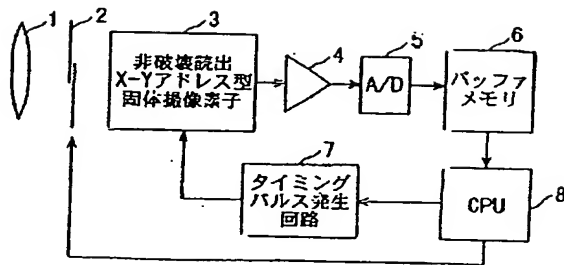 1
2
3
非破壊読出
X-Yアドレス型
固体撮像素子
4
5
A/D
6
バッファ
メモリ
7
タイミング
パルス発生
回路
CPU
8